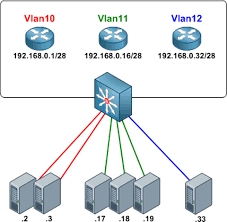 Vlan10 Vlan11 Vlan12
192.168.0.1/28 192.168.0.16/28 192.168.0.32/28
.2 .3 .17 .18 .19 .33